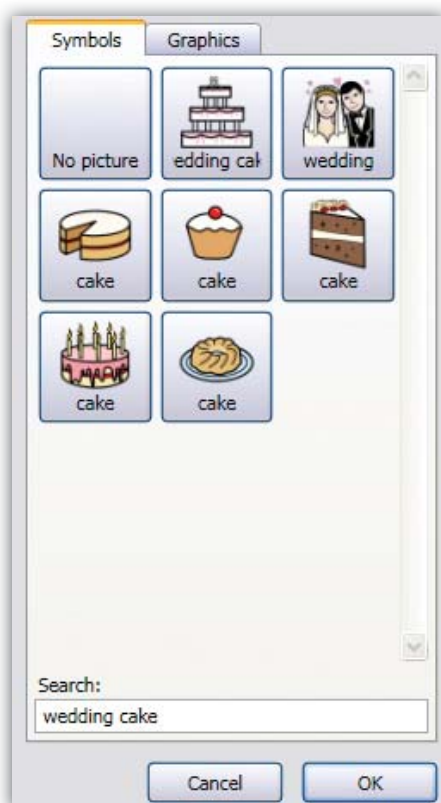 Symbols Graphics
No picture edding cak wedding
cake cake cake
cake cake
Search:
wedding cake
Cancel OK